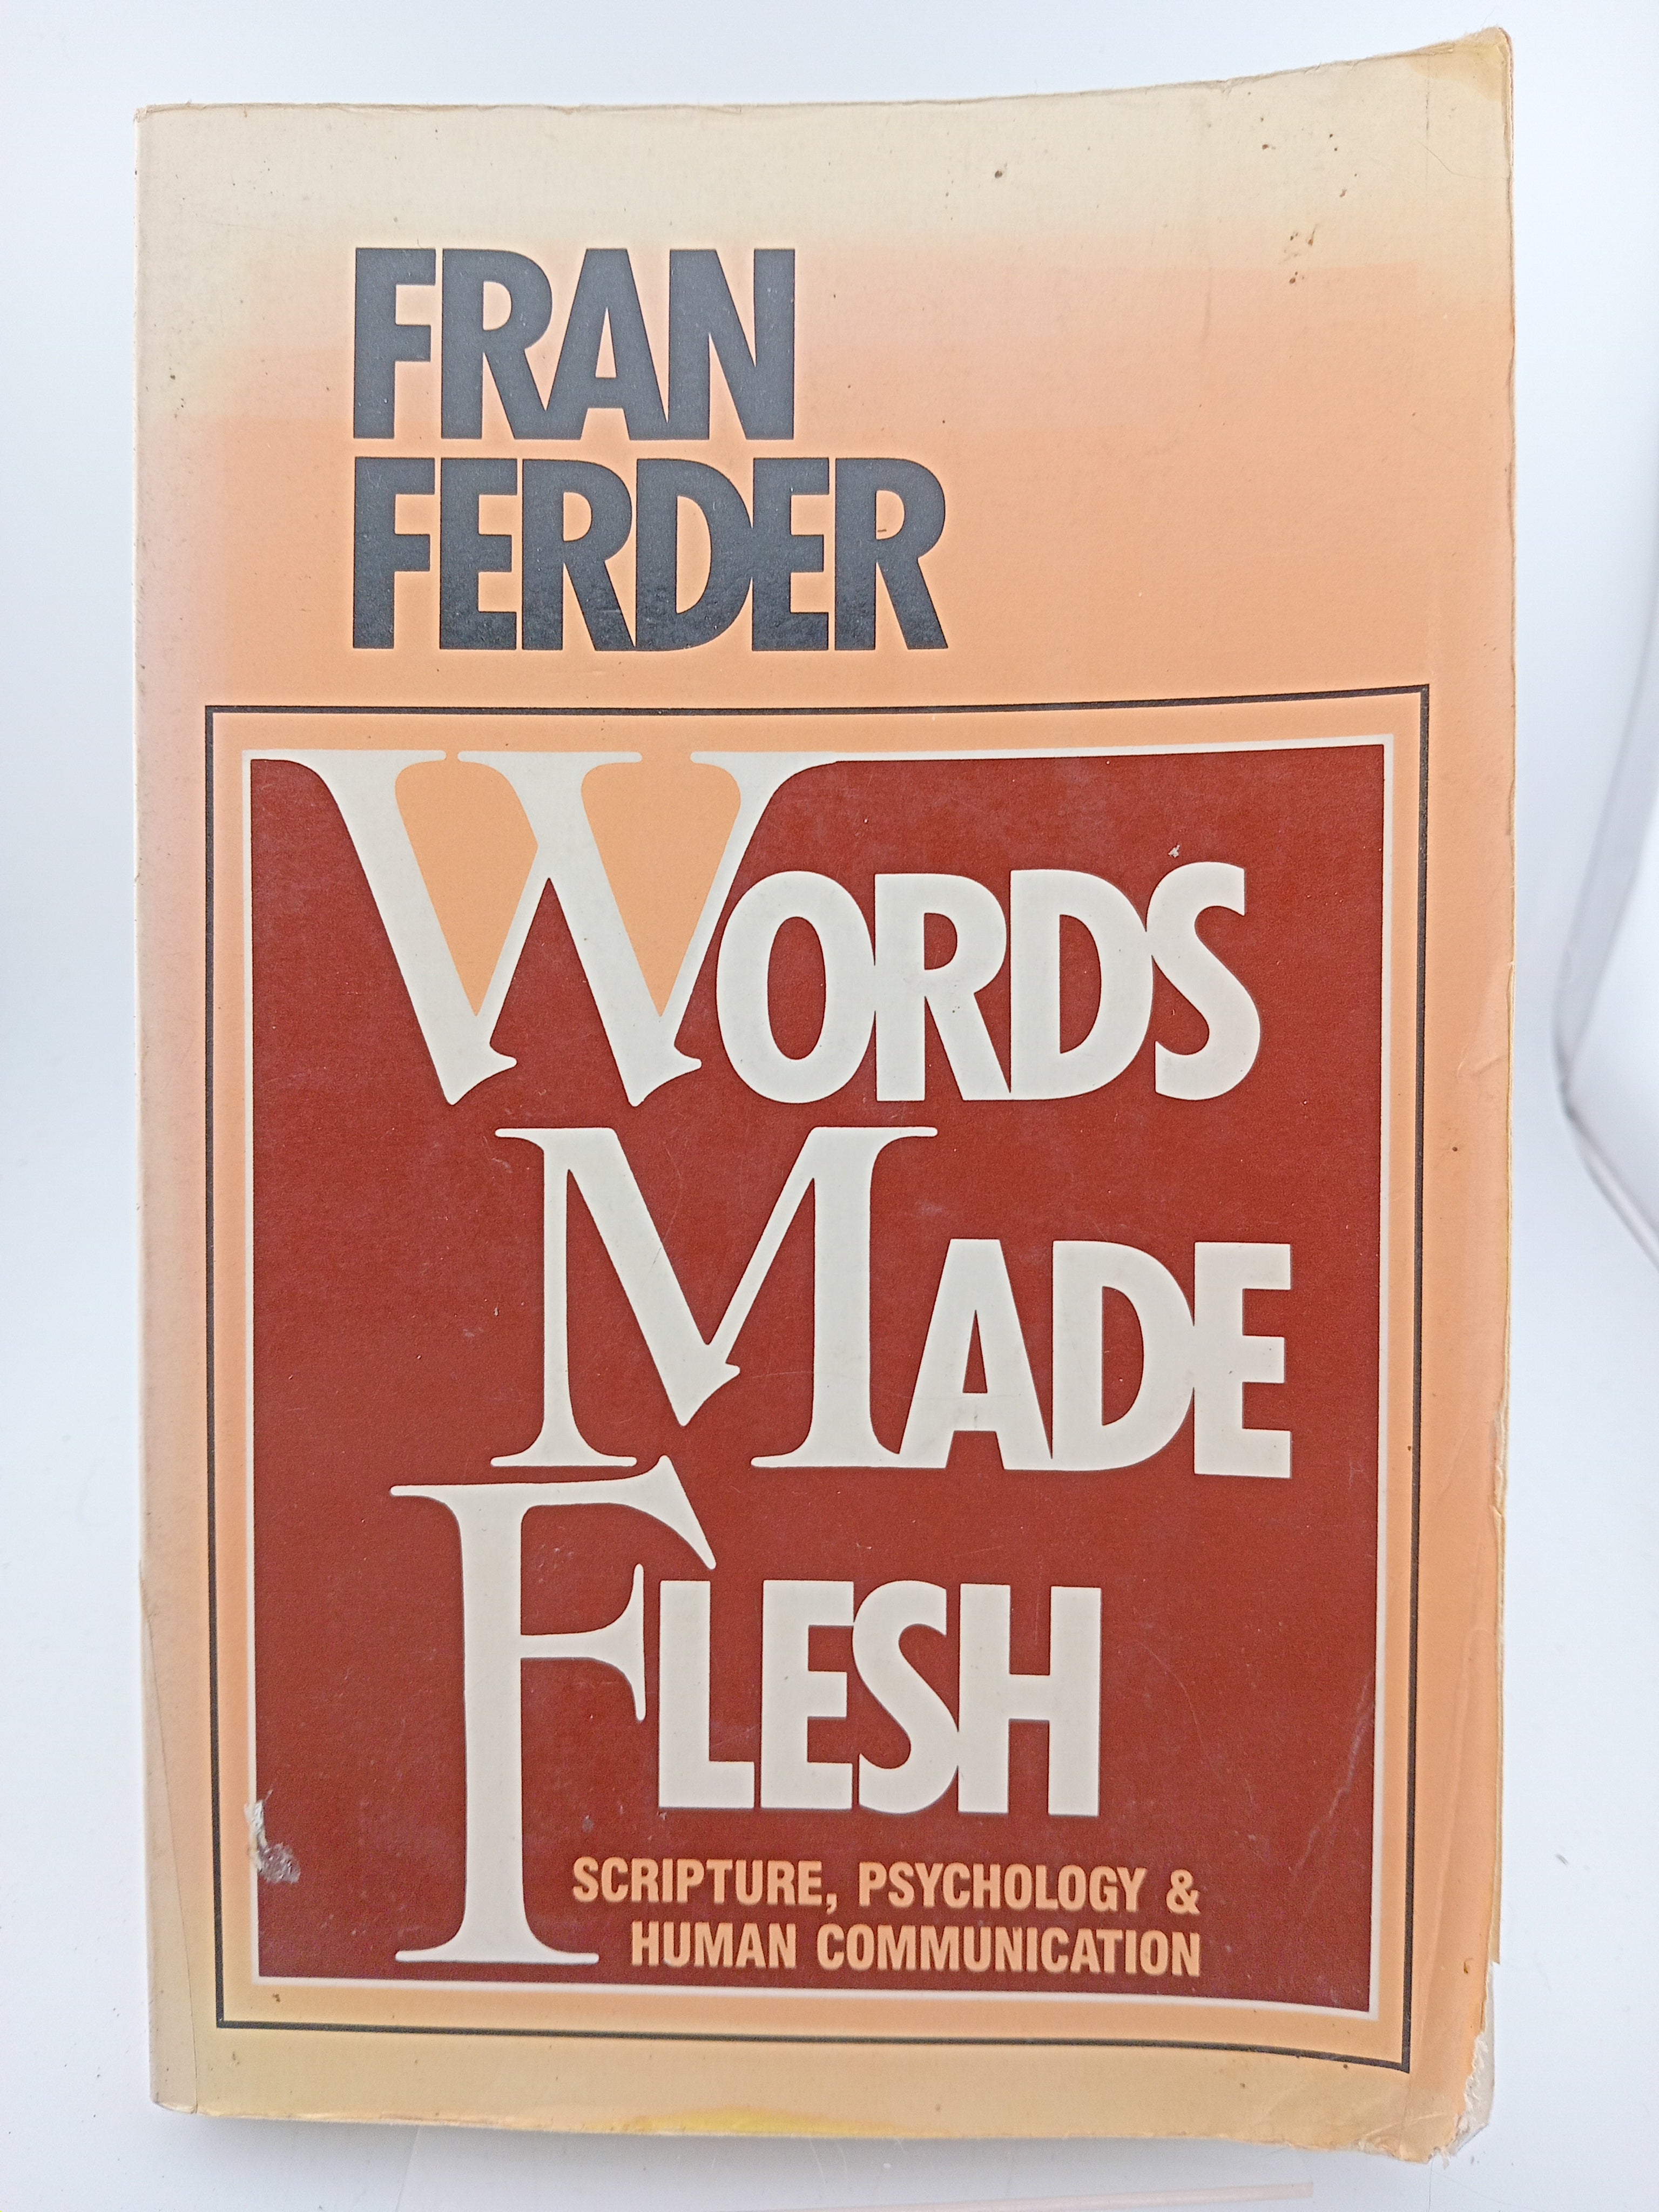 FRAN
FERDER
WORDS
MADE
FLESH
SCRIPTURE, PSYCHOLOGY &
HUMAN COMMUNICATION